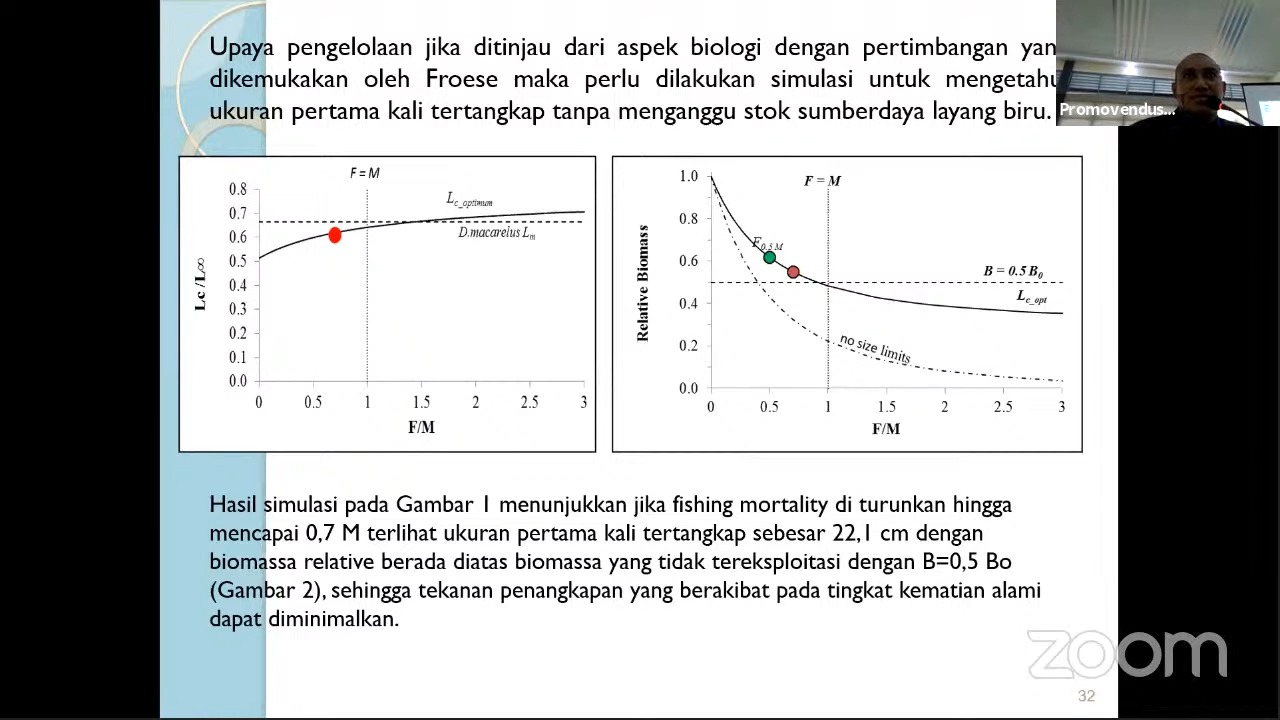 Upaya pengelolaan jika ditinjau dari aspek biologi dengan pertimbangan yan
dikemukakan oleh Froese maka perlu dilakukan simulasi untuk mengetahu
ukuran pertama kali tertangkap tanpa menganggu stok sumberdaya layang biru.
Promovendus...
F = M
0.8
0.7
0.6
0.5
0.4
0.3
0.2
0.1
0.0
Lc /L∞
Lc_optimum
D.macarelus Lm
0 0.5 1 1.5 2 2.5 3
F/M
F = M
1.0
0.8
0.6
0.4
0.2
0.0
Relative Biomass
F0.5 M
B = 0.5 B0
Lc_opt
no size limits
0 0.5 1 1.5 2 2.5 3
F/M
Hasil simulasi pada Gambar 1 menunjukkan jika fishing mortality di turunkan hingga
mencapai 0,7 M terlihat ukuran pertama kali tertangkap sebesar 22,1 cm dengan
biomassa relative berada diatas biomassa yang tidak tereksploitasi dengan B=0,5 Bo
(Gambar 2), sehingga tekanan penangkapan yang berakibat pada tingkat kematian alami
dapat diminimalkan.
zoom
32